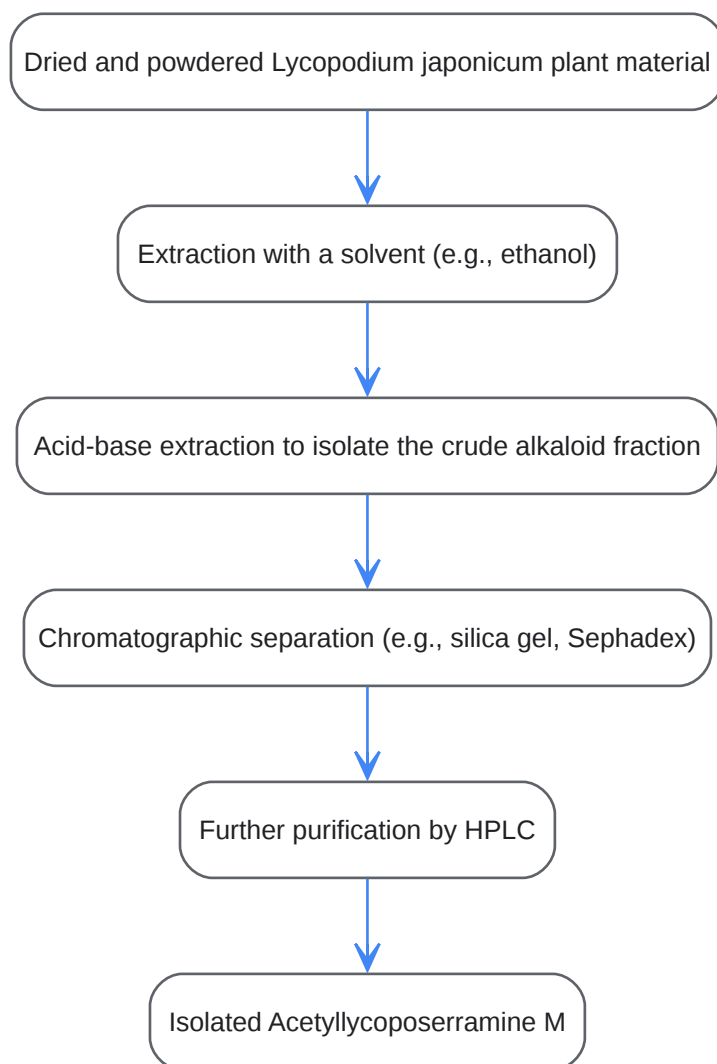 Dried and powdered Lycopodium japonicum plant material
Extraction with a solvent (e.g., ethanol)
Acid-base extraction to isolate the crude alkaloid fraction
Chromatographic separation (e.g., silica gel, Sephadex)
Further purification by HPLC
Isolated Acetyllycoposerramine M